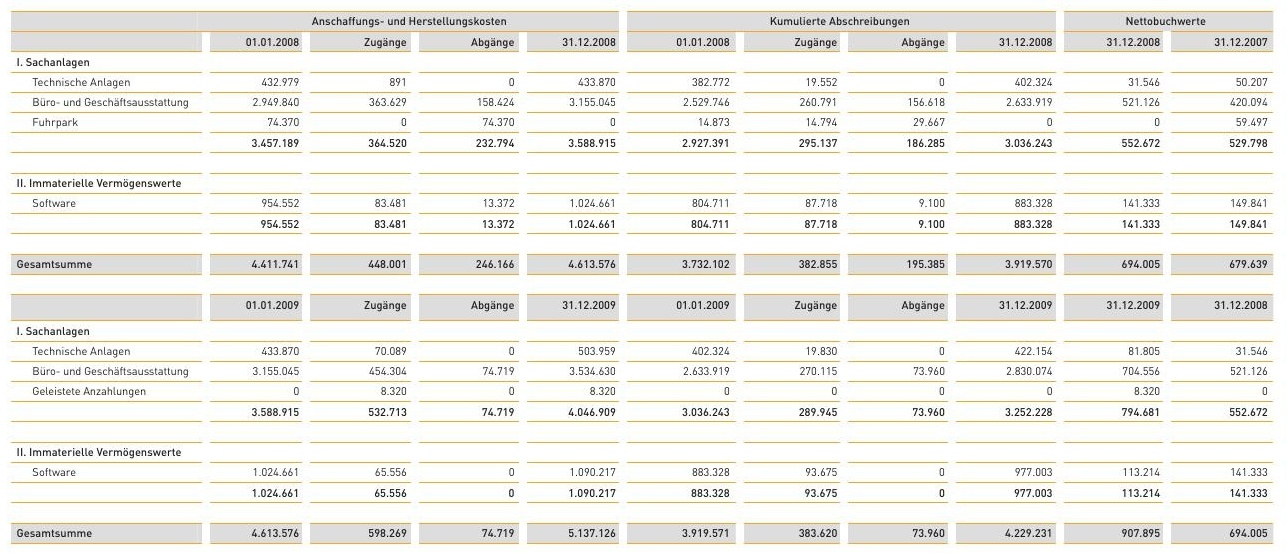 Anschaffungs- und Herstellungskosten Kumulierte Abschreibungen Nettobuchwerte
01.01.2008 Zugänge Abgänge 31.12.2008 01.01.2008 Zugänge Abgänge 31.12.2008 31.12.2008 31.12.2007
I. Sachanlagen
Technische Anlagen 432.979 891 0 433.870 382.772 19.552 0 402.324 31.546 50.207
Büro- und Geschäftsausstattung 2.949.840 363.629 158.424 3.155.045 2.529.746 260.791 156.618 2.633.919 521.126 420.094
Fuhrpark 74.370 0 74.370 0 14.873 14.794 29.667 0 0 59.497
3.457.189 364.520 232.794 3.588.915 2.927.391 295.137 186.285 3.036.243 552.672 529.798
II. Immaterielle Vermögenswerte
Software 954.552 83.481 13.372 1.024.661 804.711 87.718 9.100 883.328 141.333 149.841
954.552 83.481 13.372 1.024.661 804.711 87.718 9.100 883.328 141.333 149.841
Gesamtsumme 4.411.741 448.001 246.166 4.613.576 3.732.102 382.855 195.385 3.919.570 694.005 679.639
01.01.2009 Zugänge Abgänge 31.12.2009 01.01.2009 Zugänge Abgänge 31.12.2009 31.12.2009 31.12.2008
I. Sachanlagen
Technische Anlagen 433.870 70.089 0 503.959 402.324 19.830 0 422.154 81.805 31.546
Büro- und Geschäftsausstattung 3.155.045 454.304 74.719 3.534.630 2.633.919 270.115 73.960 2.830.074 704.556 521.126
Geleistete Anzahlungen 0 8.320 0 8.320 0 0 0 0 8.320 0
3.588.915 532.713 74.719 4.046.909 3.036.243 289.945 73.960 3.252.228 794.681 552.672
II. Immaterielle Vermögenswerte
Software 1.024.661 65.556 0 1.090.217 883.328 93.675 0 977.003 113.214 141.333
1.024.661 65.556 0 1.090.217 883.328 93.675 0 977.003 113.214 141.333
Gesamtsumme 4.613.576 598.269 74.719 5.137.126 3.919.571 383.620 73.960 4.229.231 907.895 694.005